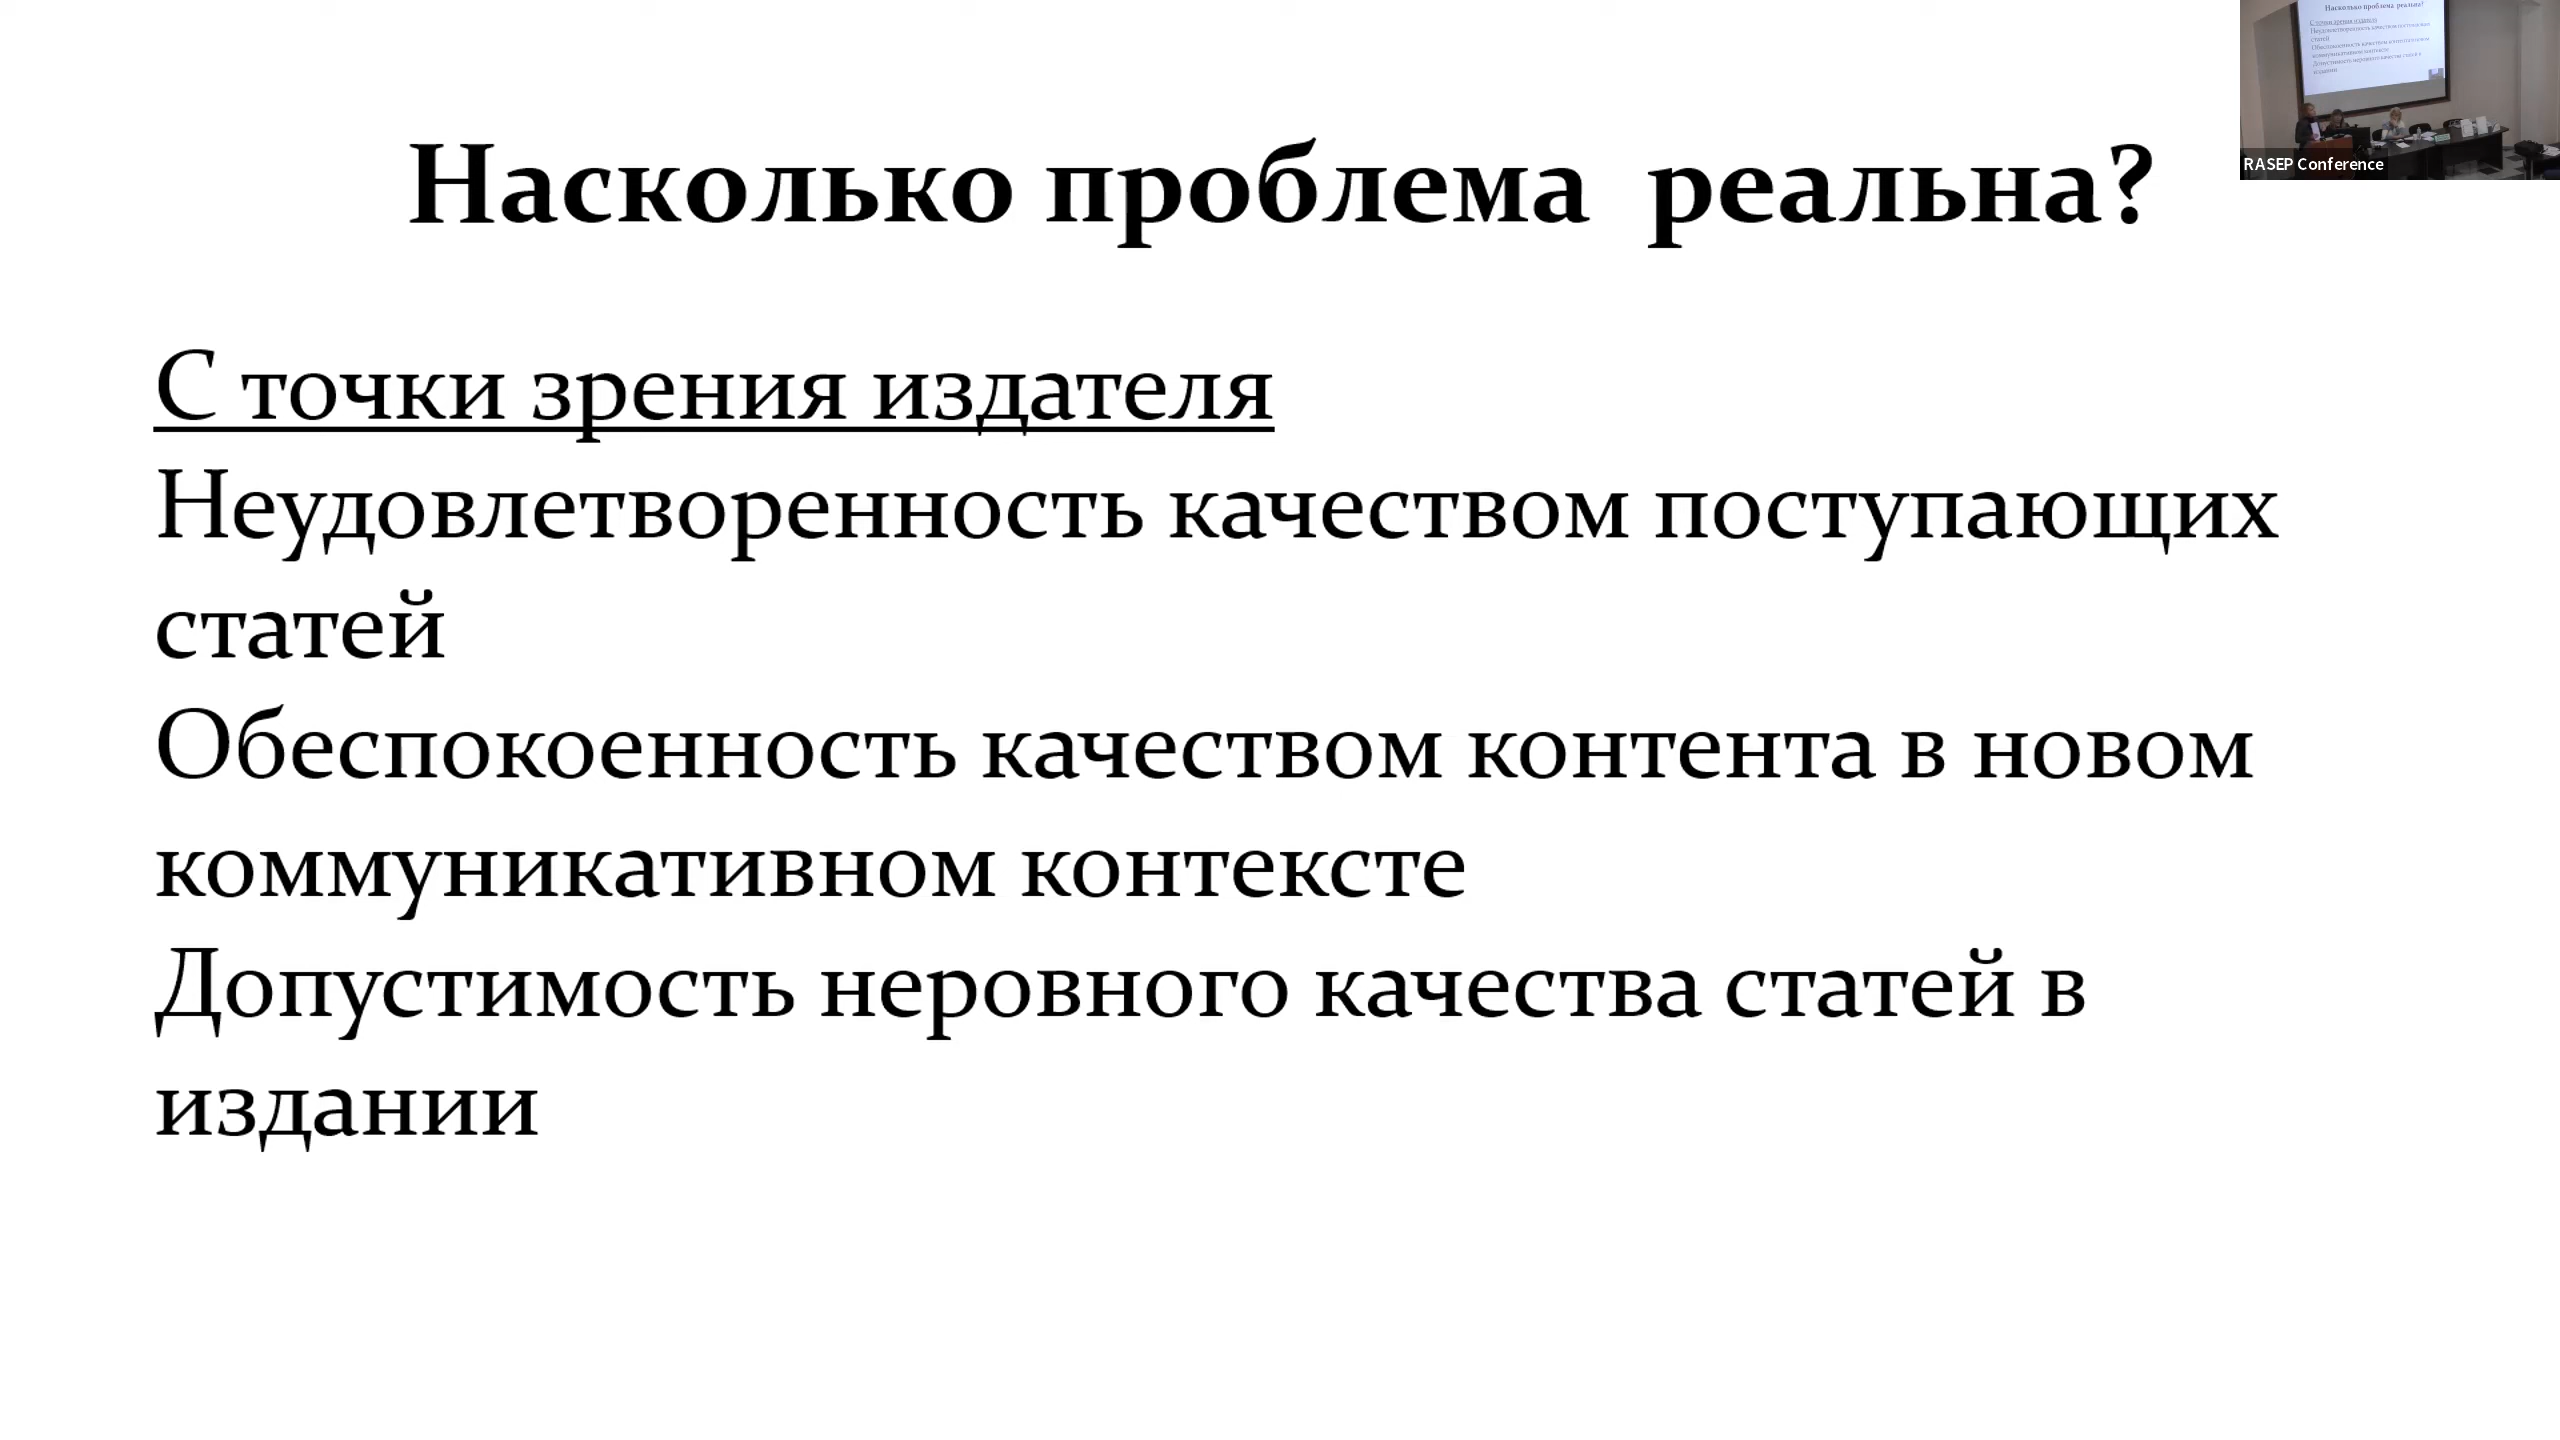 Насколько проблема  реальна?
С точки зрения издателя
Неудовлетворенность качеством поступающих
статей
Обеспокоенность качеством контента в новом
коммуникативном контексте
Допустимость неровного качества статей в
издании
RASEP Conference